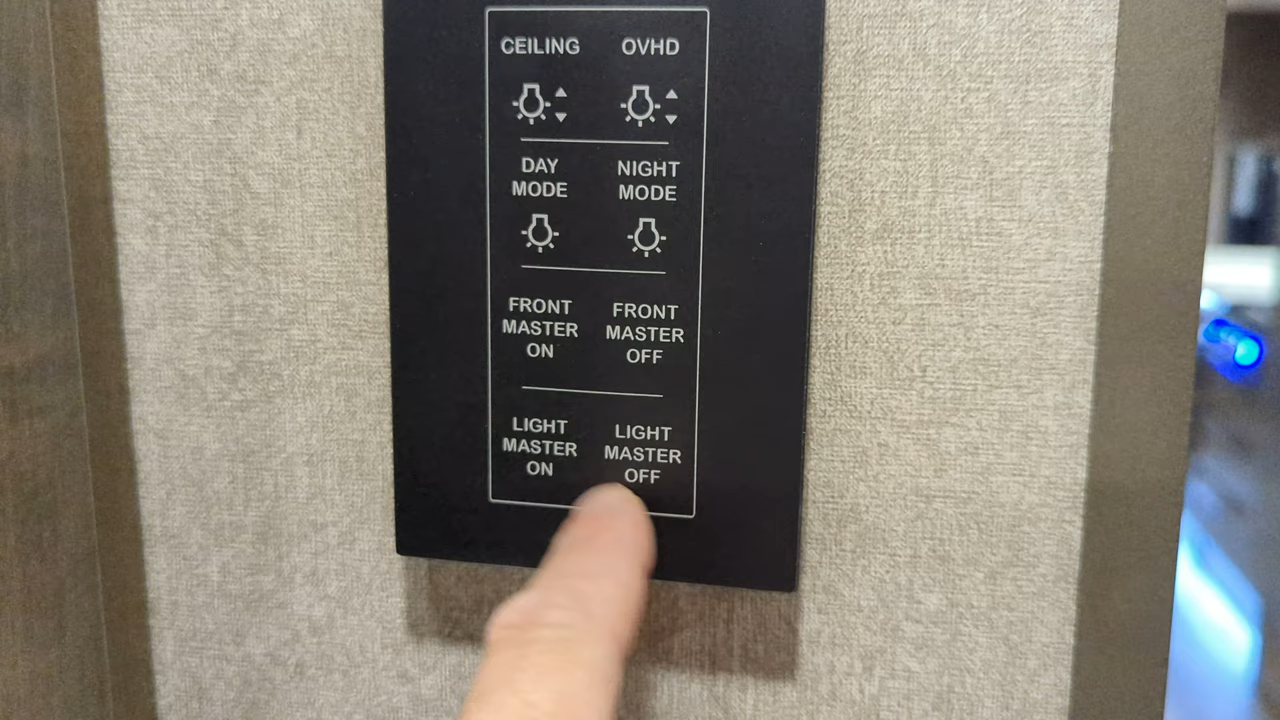 CEILING
OVHD
DAY
MODE
NIGHT
MODE
FRONT
MASTER
ON
FRONT
MASTER
OFF
LIGHT
MASTER
ON
LIGHT
MASTER
OFF